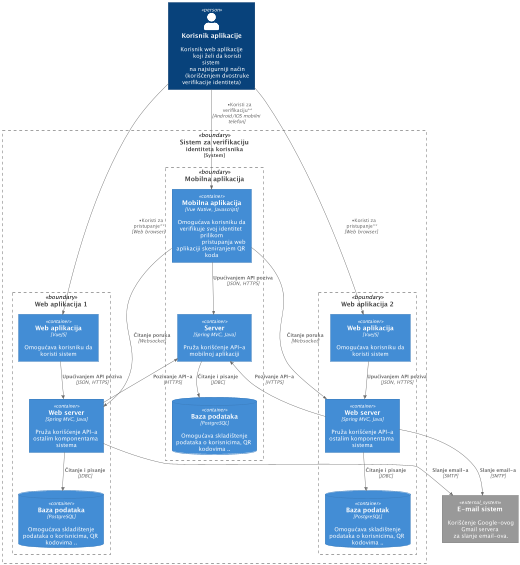 «person»
Korisnik aplikacije
Korisnik web aplikacije
koji želi da koristi
sistem
na najsigurniji način
(korišćenjem dvostruke
verifikacije identiteta)
•Koristi za
verifikaciju**
[Android/iOS mobilni
telefon]
«boundary»
Sistem za verifikaciju
identiteta korisnika
[System]
«boundary»
Mobilna aplikacija
«container»
Mobilna aplikacija
[Vue Native, Javascript]
Omogućava korisniku da
verifikuje svoj identitet
prilikom
pristupanja web
aplikaciji skeniranjem QR
koda
•Koristi za
pristupanje**
[Web browser]
•Koristi za
pristupanje**
[Web browser]
Upucivanjem API poziva
[JSON, HTTPS]
«boundary»
Web aplikacija 1
«container»
Web aplikacija
[VueJS]
Omogućava korisniku da
koristi sistem
Čitanje poruka
[Websocket]
«container»
Server
[Spring MVC, Java]
Pruža korišćenje API-a
mobilnoj aplikaciji
Čitanje poruka
[Websocket]
«boundary»
Web aplikacija 2
«container»
Web aplikacija
[VueJS]
Omogućava korisniku da
koristi sistem
Upucivanjem API poziva
[JSON, HTTPS]
Pozivanje API-a
[HTTPS]
Čitanje i pisanje
[JDBC]
Pozivanje API-a
[HTTPS]
Upucivanjem API poziva
[JSON, HTTPS]
«container»
Web server
[Spring MVC, Java]
Pruža korišćenje API-a
ostalim komponentama
sistema
«container»
Baza podataka
[PostgreSQL]
Omogućava skladištenje
podataka o korisnicima, QR
kodovima ..
«container»
Web server
[Spring MVC, Java]
Pruža korišćenje API-a
ostalim komponentama
sistema
Čitanje i pisanje
[JDBC]
Čitanje i pisanje
[JDBC]
Slanje email-a
[SMTP]
Slanje email-a
[SMTP]
«container»
Baza podataka
[PostgreSQL]
Omogućava skladištenje
podataka o korisnicima, QR
kodovima ..
«container»
Baza podatak
[PostgreSQL]
Omogućava skladištenje
podataka o korisnicima, QR
kodovima ..
«external_system»
E-mail sistem
Korišćenje Google-ovog
Gmail servera
za slanje email-ova.